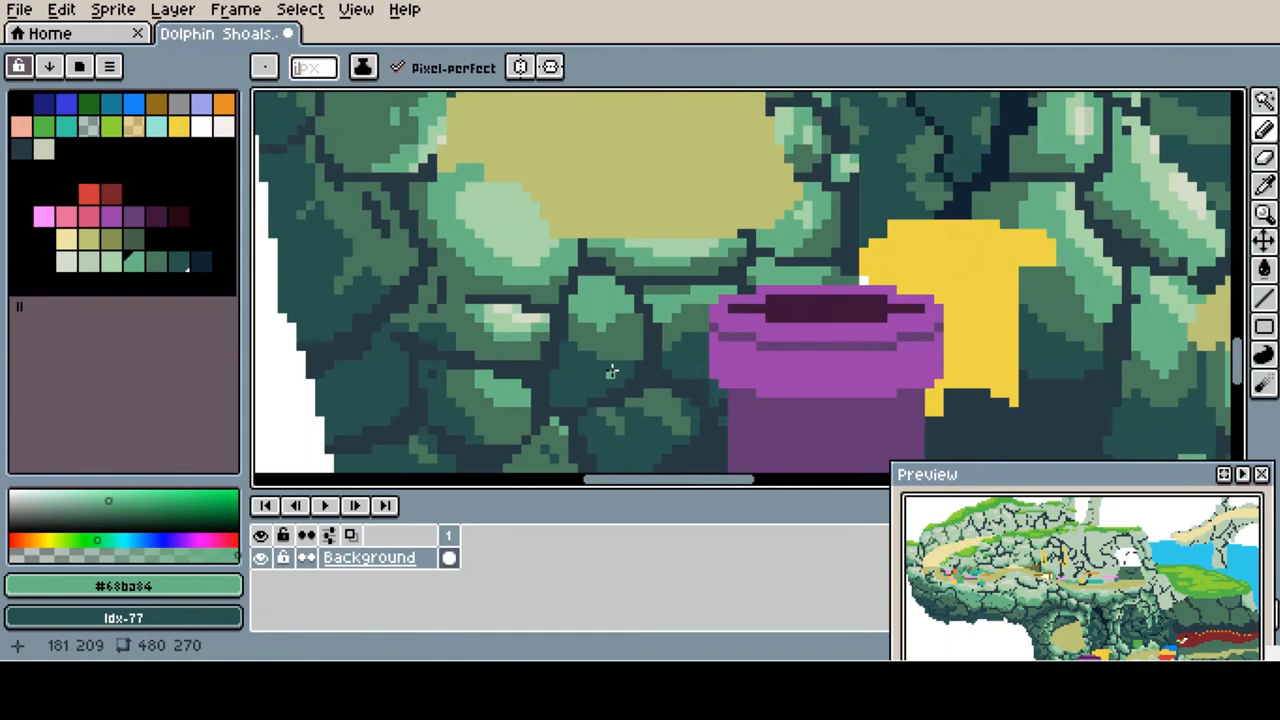 File Edit Sprite Layer Frame Select View Help
Home Dolphin Shoals.
Pixel-perfect
Preview
1
Background
#68ba84
Idx-77
181 209 480 270